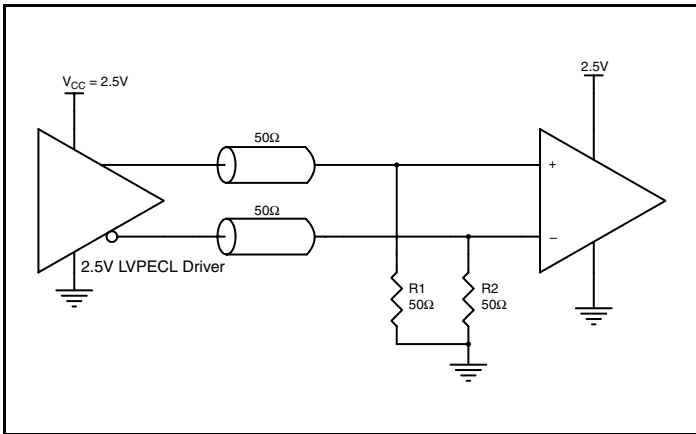 V_CC = 2.5V
2.5V
50Ω
50Ω
+
−
2.5V LVPECL Driver
R1
50Ω
R2
50Ω